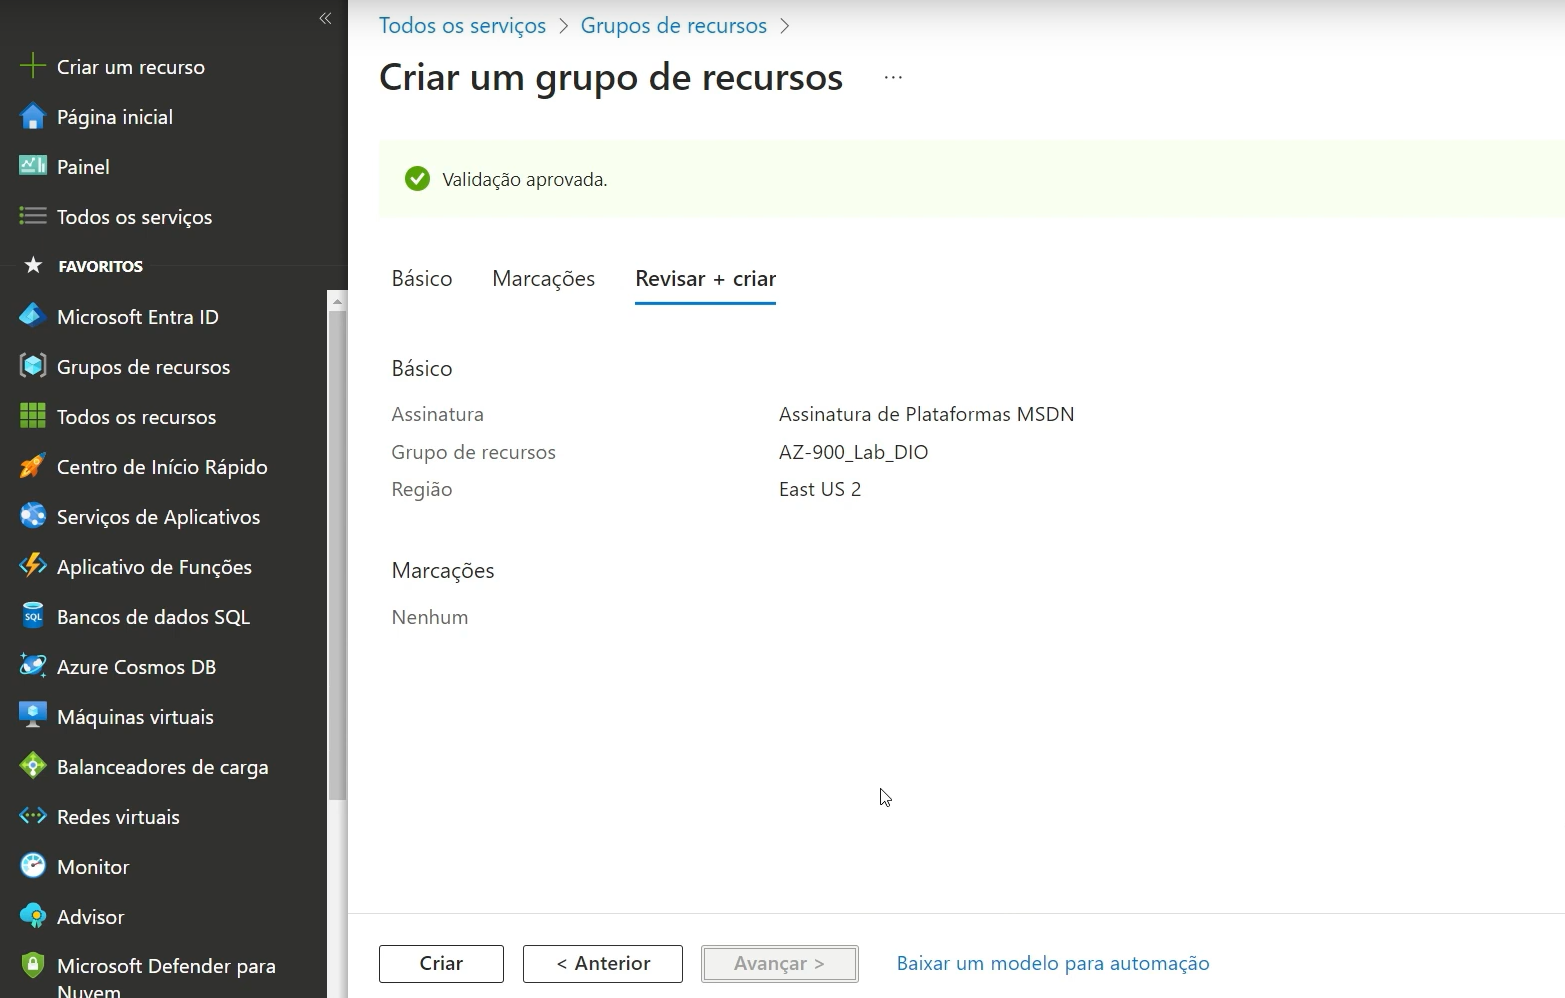 «
Todos os serviços > Grupos de recursos >
Criar um grupo de recursos ...
Criar um recurso
Página inicial
Painel
Todos os serviços
FAVORITOS
Microsoft Entra ID
Grupos de recursos
Todos os recursos
Centro de Início Rápido
Serviços de Aplicativos
Aplicativo de Funções
SQL
Bancos de dados SQL
Azure Cosmos DB
Máquinas virtuais
Balanceadores de carga
Redes virtuais
Monitor
Advisor
Microsoft Defender para
Nuvem
Validação aprovada.
Básico Marcações Revisar + criar
Básico
Assinatura Assinatura de Plataformas MSDN
Grupo de recursos AZ-900_Lab_DIO
Região East US 2
Marcações
Nenhum
Criar < Anterior Avançar > Baixar um modelo para automação